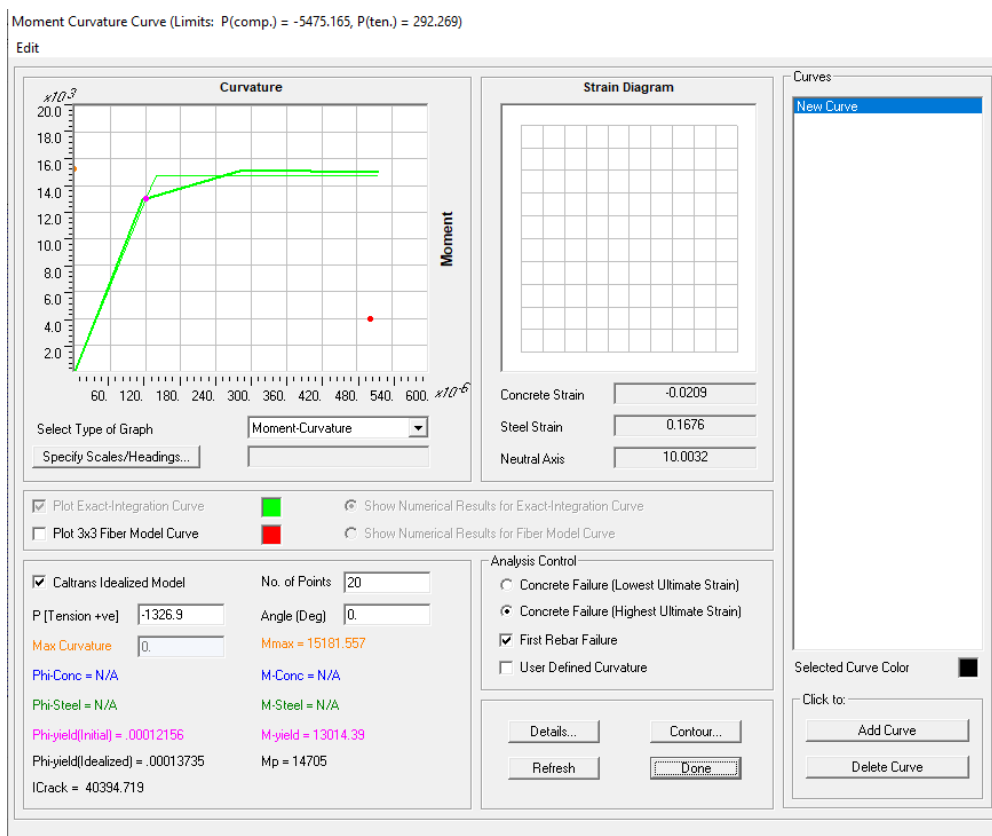 Moment Curvature Curve (Limits:  P(comp.) = -5475.165, P(ten.) = 292.269)
Edit
Curvature
x10-3
20.0
18.0
16.0
14.0
12.0
10.0
8.0
6.0
4.0
2.0
60. 120. 180. 240. 300. 360. 420. 480. 540. 600. x10-6
Moment
Select Type of Graph Moment-Curvature
Specify Scales/Headings...
Strain Diagram
Concrete Strain -0.0209
Steel Strain 0.1676
Neutral Axis 10.0032
Curves
New Curve
Plot Exact-Integration Curve Show Numerical Results for Exact-Integration Curve
Plot 3x3 Fiber Model Curve Show Numerical Results for Fiber Model Curve
Caltrans Idealized Model No. of Points 20
P [Tension +ve] -1326.9 Angle (Deg) 0.
Max Curvature 0. Mmax = 15181.557
Phi-Conc = N/A M-Conc = N/A
Phi-Steel = N/A M-Steel = N/A
Phi-yield(Initial) = .00012156 M-yield = 13014.39
Phi-yield(Idealized) = .00013735 Mp = 14705
ICrack = 40394.719
Analysis Control
Concrete Failure (Lowest Ultimate Strain)
Concrete Failure (Highest Ultimate Strain)
First Rebar Failure
User Defined Curvature
Details... Contour...
Refresh Done
Selected Curve Color
Click to:
Add Curve
Delete Curve